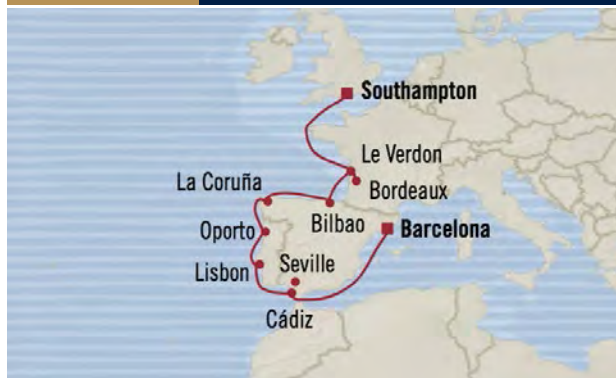 Southampton
Le Verdon
La Coruña
Bordeaux
Bilbao
Barcelona
Oporto
Seville
Lisbon
Cádiz